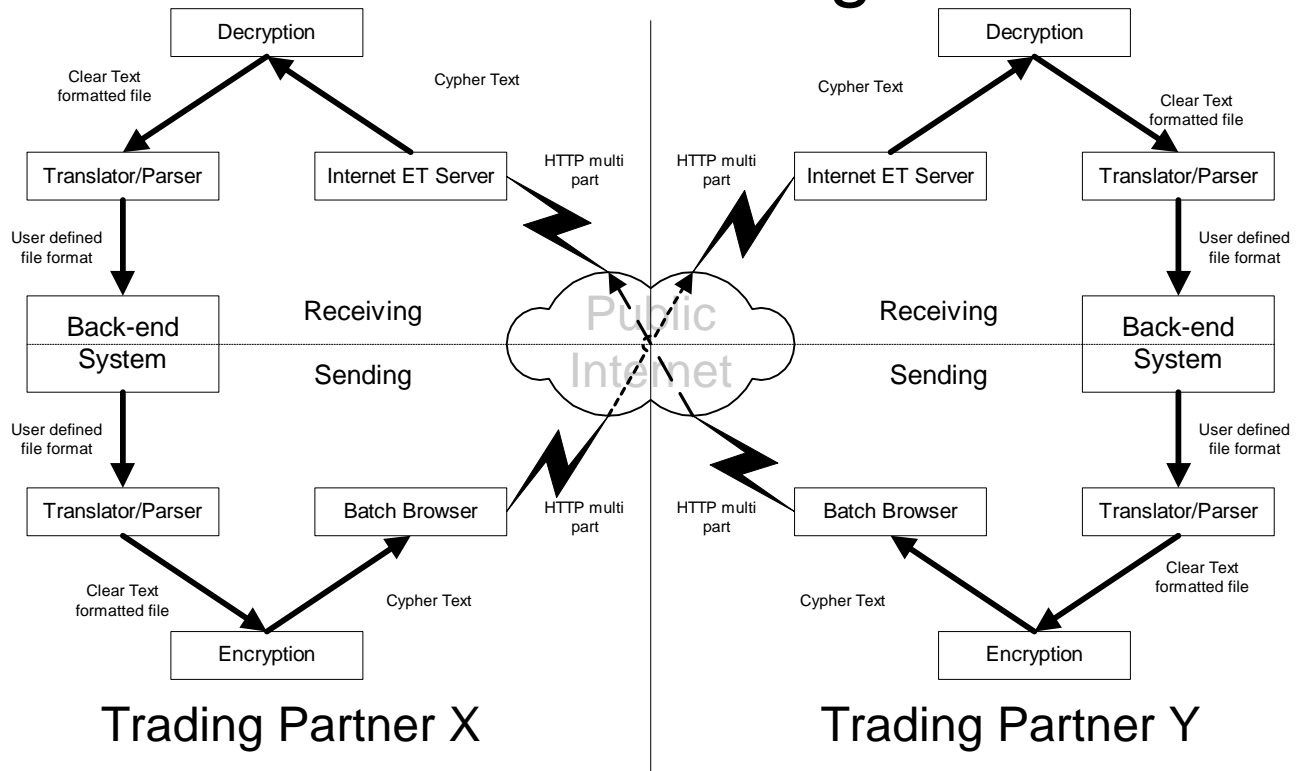 Decryption
Decryption
Clear Text
formatted file
Cypher Text
Cypher Text
Clear Text
formatted file
Translator/Parser
Internet ET Server
HTTP multi
part
HTTP multi
part
Internet ET Server
Translator/Parser
User defined
file format
User defined
file format
Back-end
System
Receiving
Sending
Public
Internet
Receiving
Sending
Back-end
System
User defined
file format
User defined
file format
Translator/Parser
Batch Browser
HTTP multi
part
HTTP multi
part
Batch Browser
Translator/Parser
Clear Text
formatted file
Cypher Text
Cypher Text
Clear Text
formatted file
Encryption
Encryption
Trading Partner X
Trading Partner Y